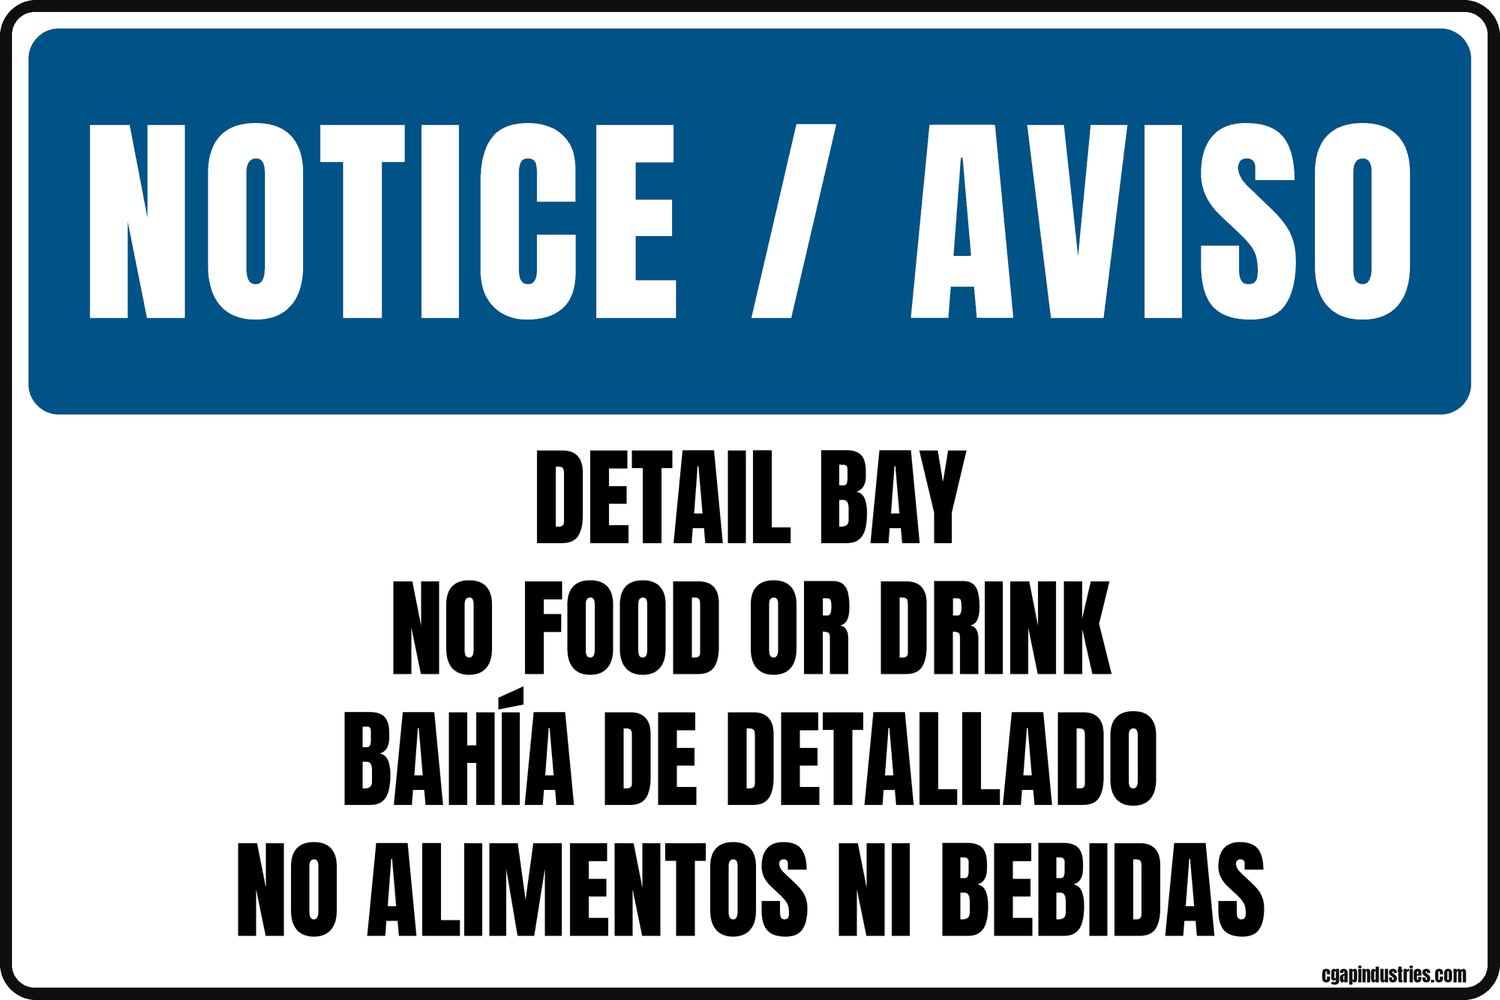 NOTICE / AVISO
DETAIL BAY
NO FOOD OR DRINK
BAHÍA DE DETALLADO
NO ALIMENTOS NI BEBIDAS
cgapindustries.com